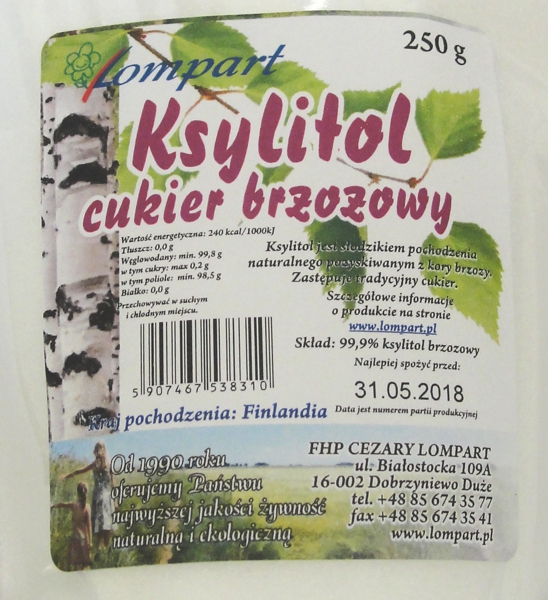 250 g
Lompart
Ksylitol
cukier brzozowy
Wartość energetyczna: 240 kcal/1000kJ
Tłuszcz: 0,0 g
Węglowodany: min. 99,8 g
w tym cukry: max 0,2 g
w tym poliole: min. 98,5 g
Białko: 0,0 g
Przechowywać w suchym
i chłodnym miejscu.
Ksylitol jest słodzikiem pochodzenia
naturalnego pozyskiwanym z kory brzozy.
Zastępuje tradycyjny cukier.
Szczegółowe informacje
o produkcie na stronie
www.lompart.pl
Skład: 99,9% ksylitol brzozowy
Najlepiej spożyć przed:
31.05.2018
Data jest numerem partii produkcyjnej
5 907467 538310
Kraj pochodzenia: Finlandia
Od 1990 roku
oferujemy Państwu
najwyższej jakości żywność
naturalną i ekologiczną
FHP CEZARY LOMPART
ul. Białostocka 109A
16-002 Dobrzyniewo Duże
tel. +48 85 674 35 77
fax +48 85 674 35 41
www.lompart.pl